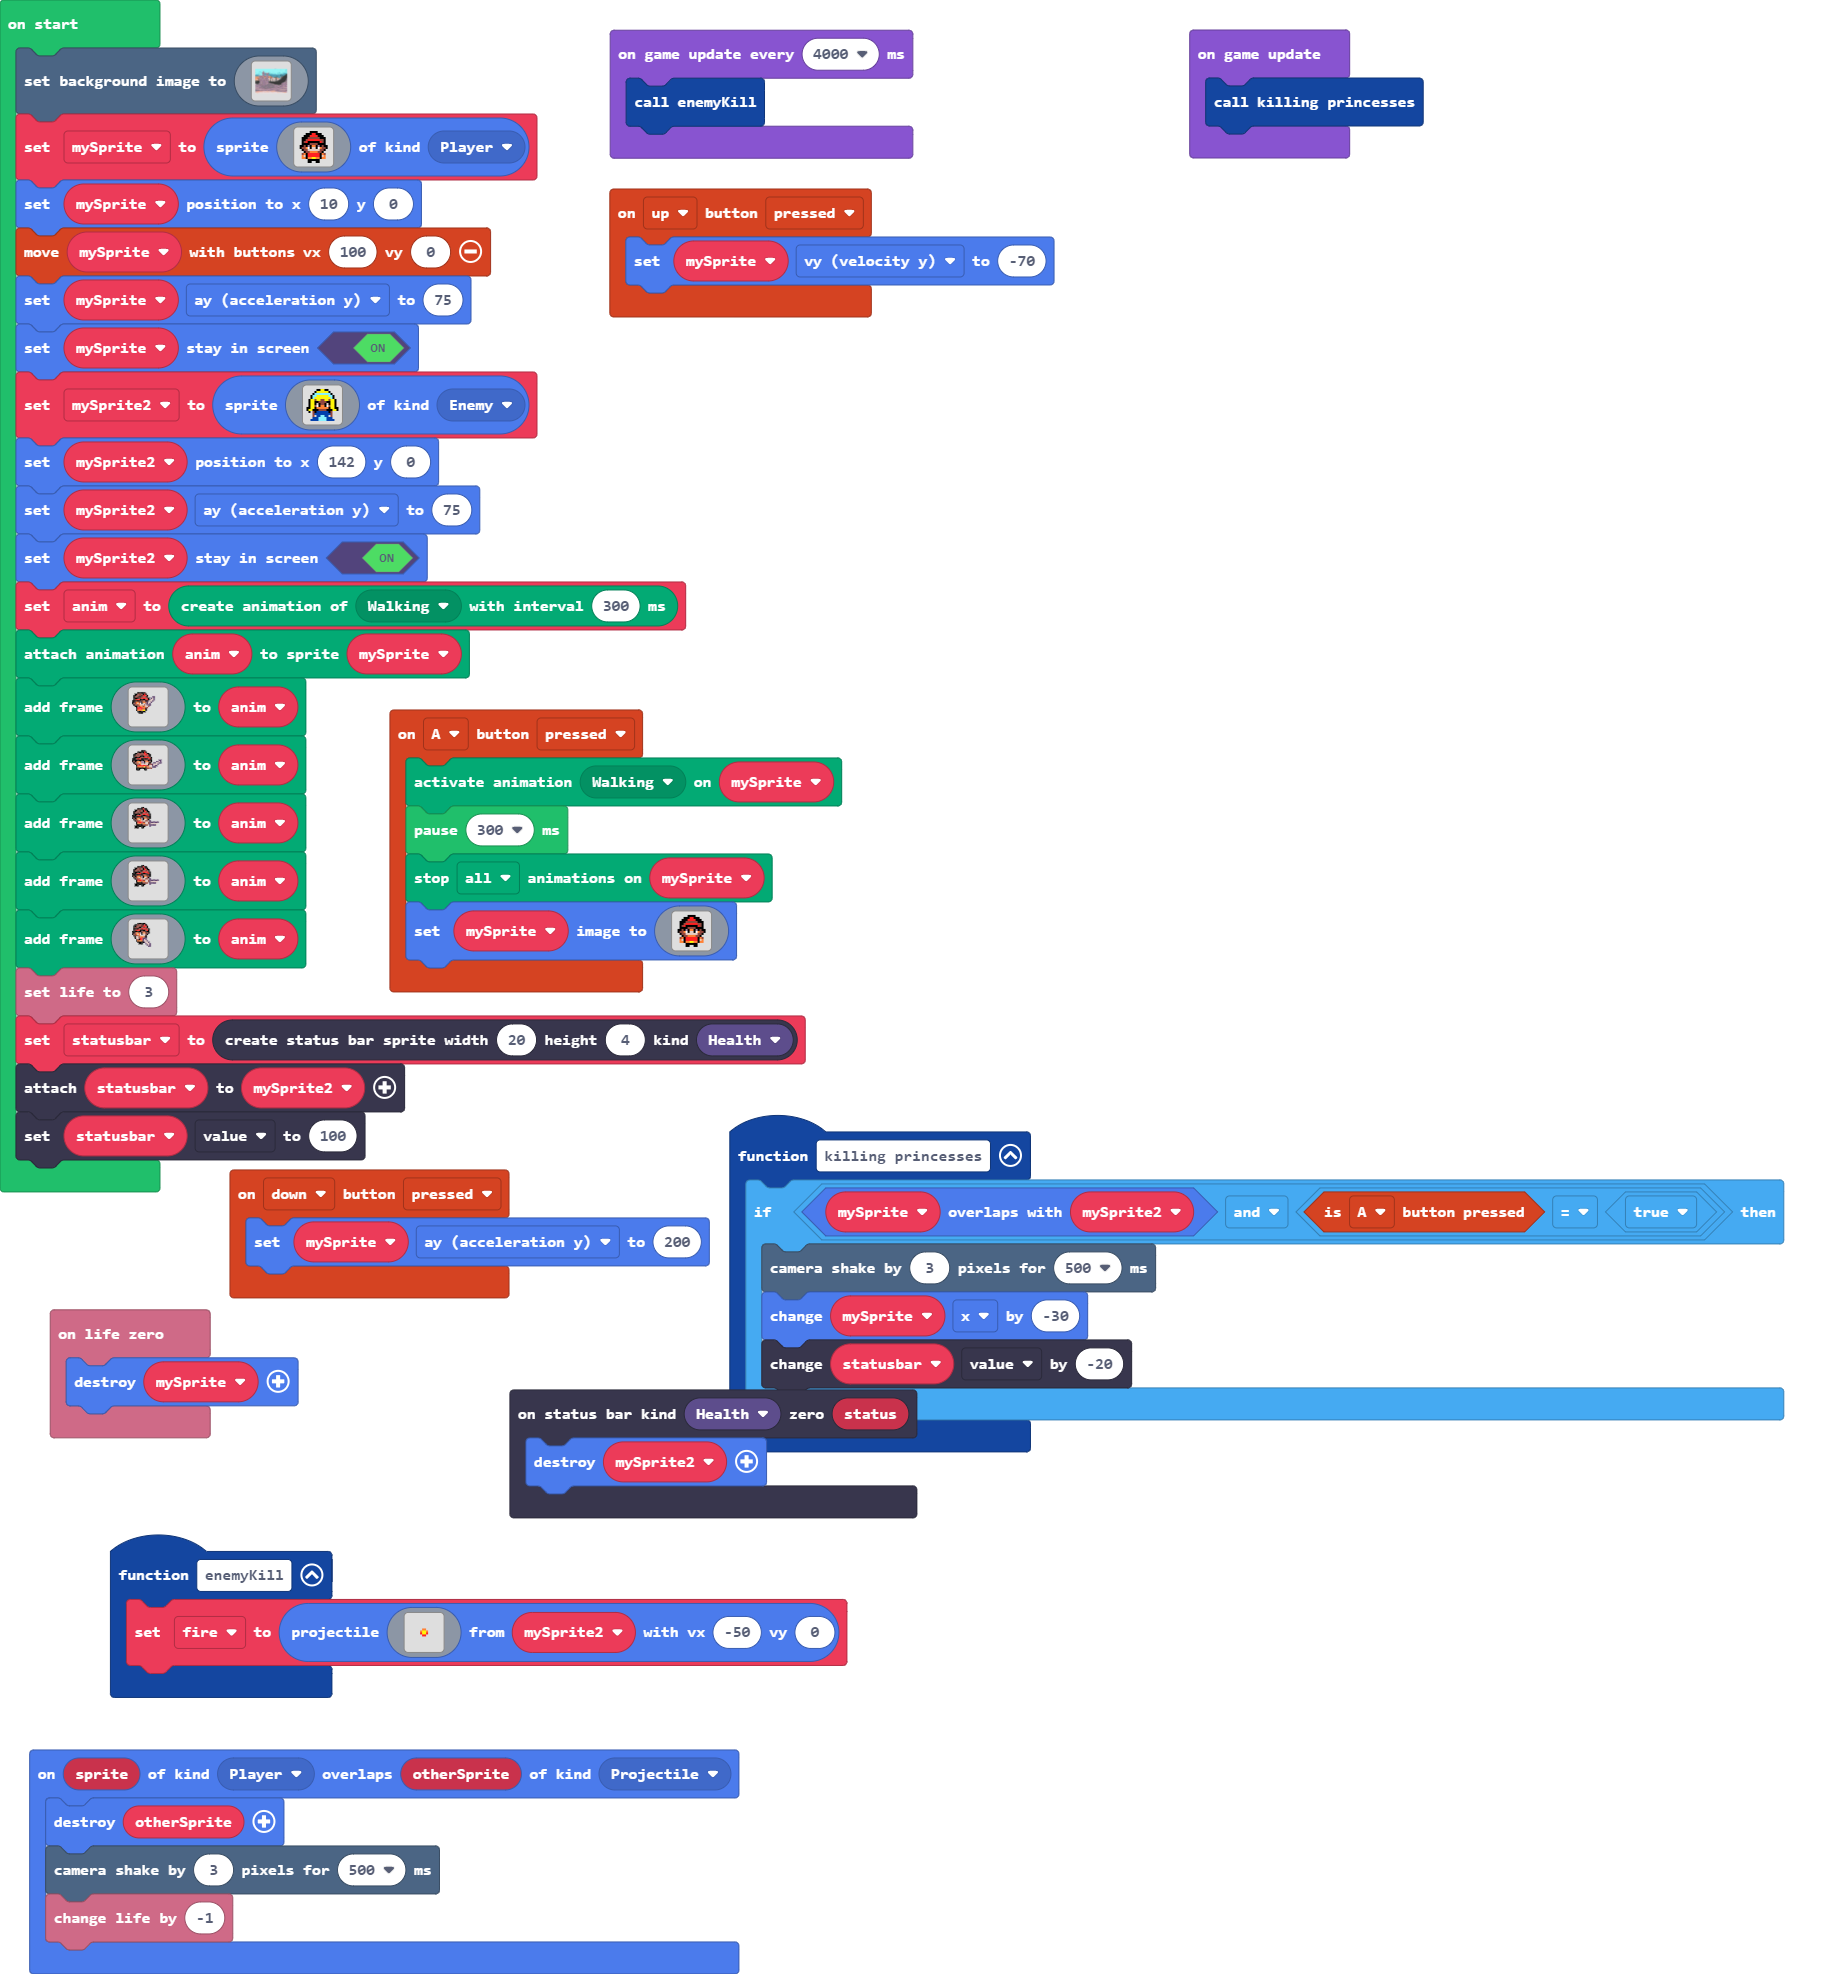 on start
set background image to
set mySprite to sprite of kind Player
set mySprite position to x 10 y 0
move mySprite with buttons vx 100 vy 0
set mySprite ay (acceleration y) to 75
set mySprite stay in screen ON
set mySprite2 to sprite of kind Enemy
set mySprite2 position to x 142 y 0
set mySprite2 ay (acceleration y) to 75
set mySprite2 stay in screen ON
set anim to create animation of Walking with interval 300 ms
attach animation anim to sprite mySprite
add frame to anim
add frame to anim
add frame to anim
add frame to anim
add frame to anim
set life to 3
set statusbar to create status bar sprite width 20 height 4 kind Health
attach statusbar to mySprite2
set statusbar value to 100
on game update every 4000 ms
call enemyKill
on game update
call killing princesses
on up button pressed
set mySprite vy (velocity y) to -70
on A button pressed
activate animation Walking on mySprite
pause 300 ms
stop all animations on mySprite
set mySprite image to
function killing princesses
if mySprite overlaps with mySprite2 and is A button pressed = true then
camera shake by 3 pixels for 500 ms
change mySprite x by -30
change statusbar value by -20
on down button pressed
set mySprite ay (acceleration y) to 200
on life zero
destroy mySprite
on status bar kind Health zero status
destroy mySprite2
function enemyKill
set fire to projectile from mySprite2 with vx -50 vy 0
on sprite of kind Player overlaps otherSprite of kind Projectile
destroy otherSprite
camera shake by 3 pixels for 500 ms
change life by -1